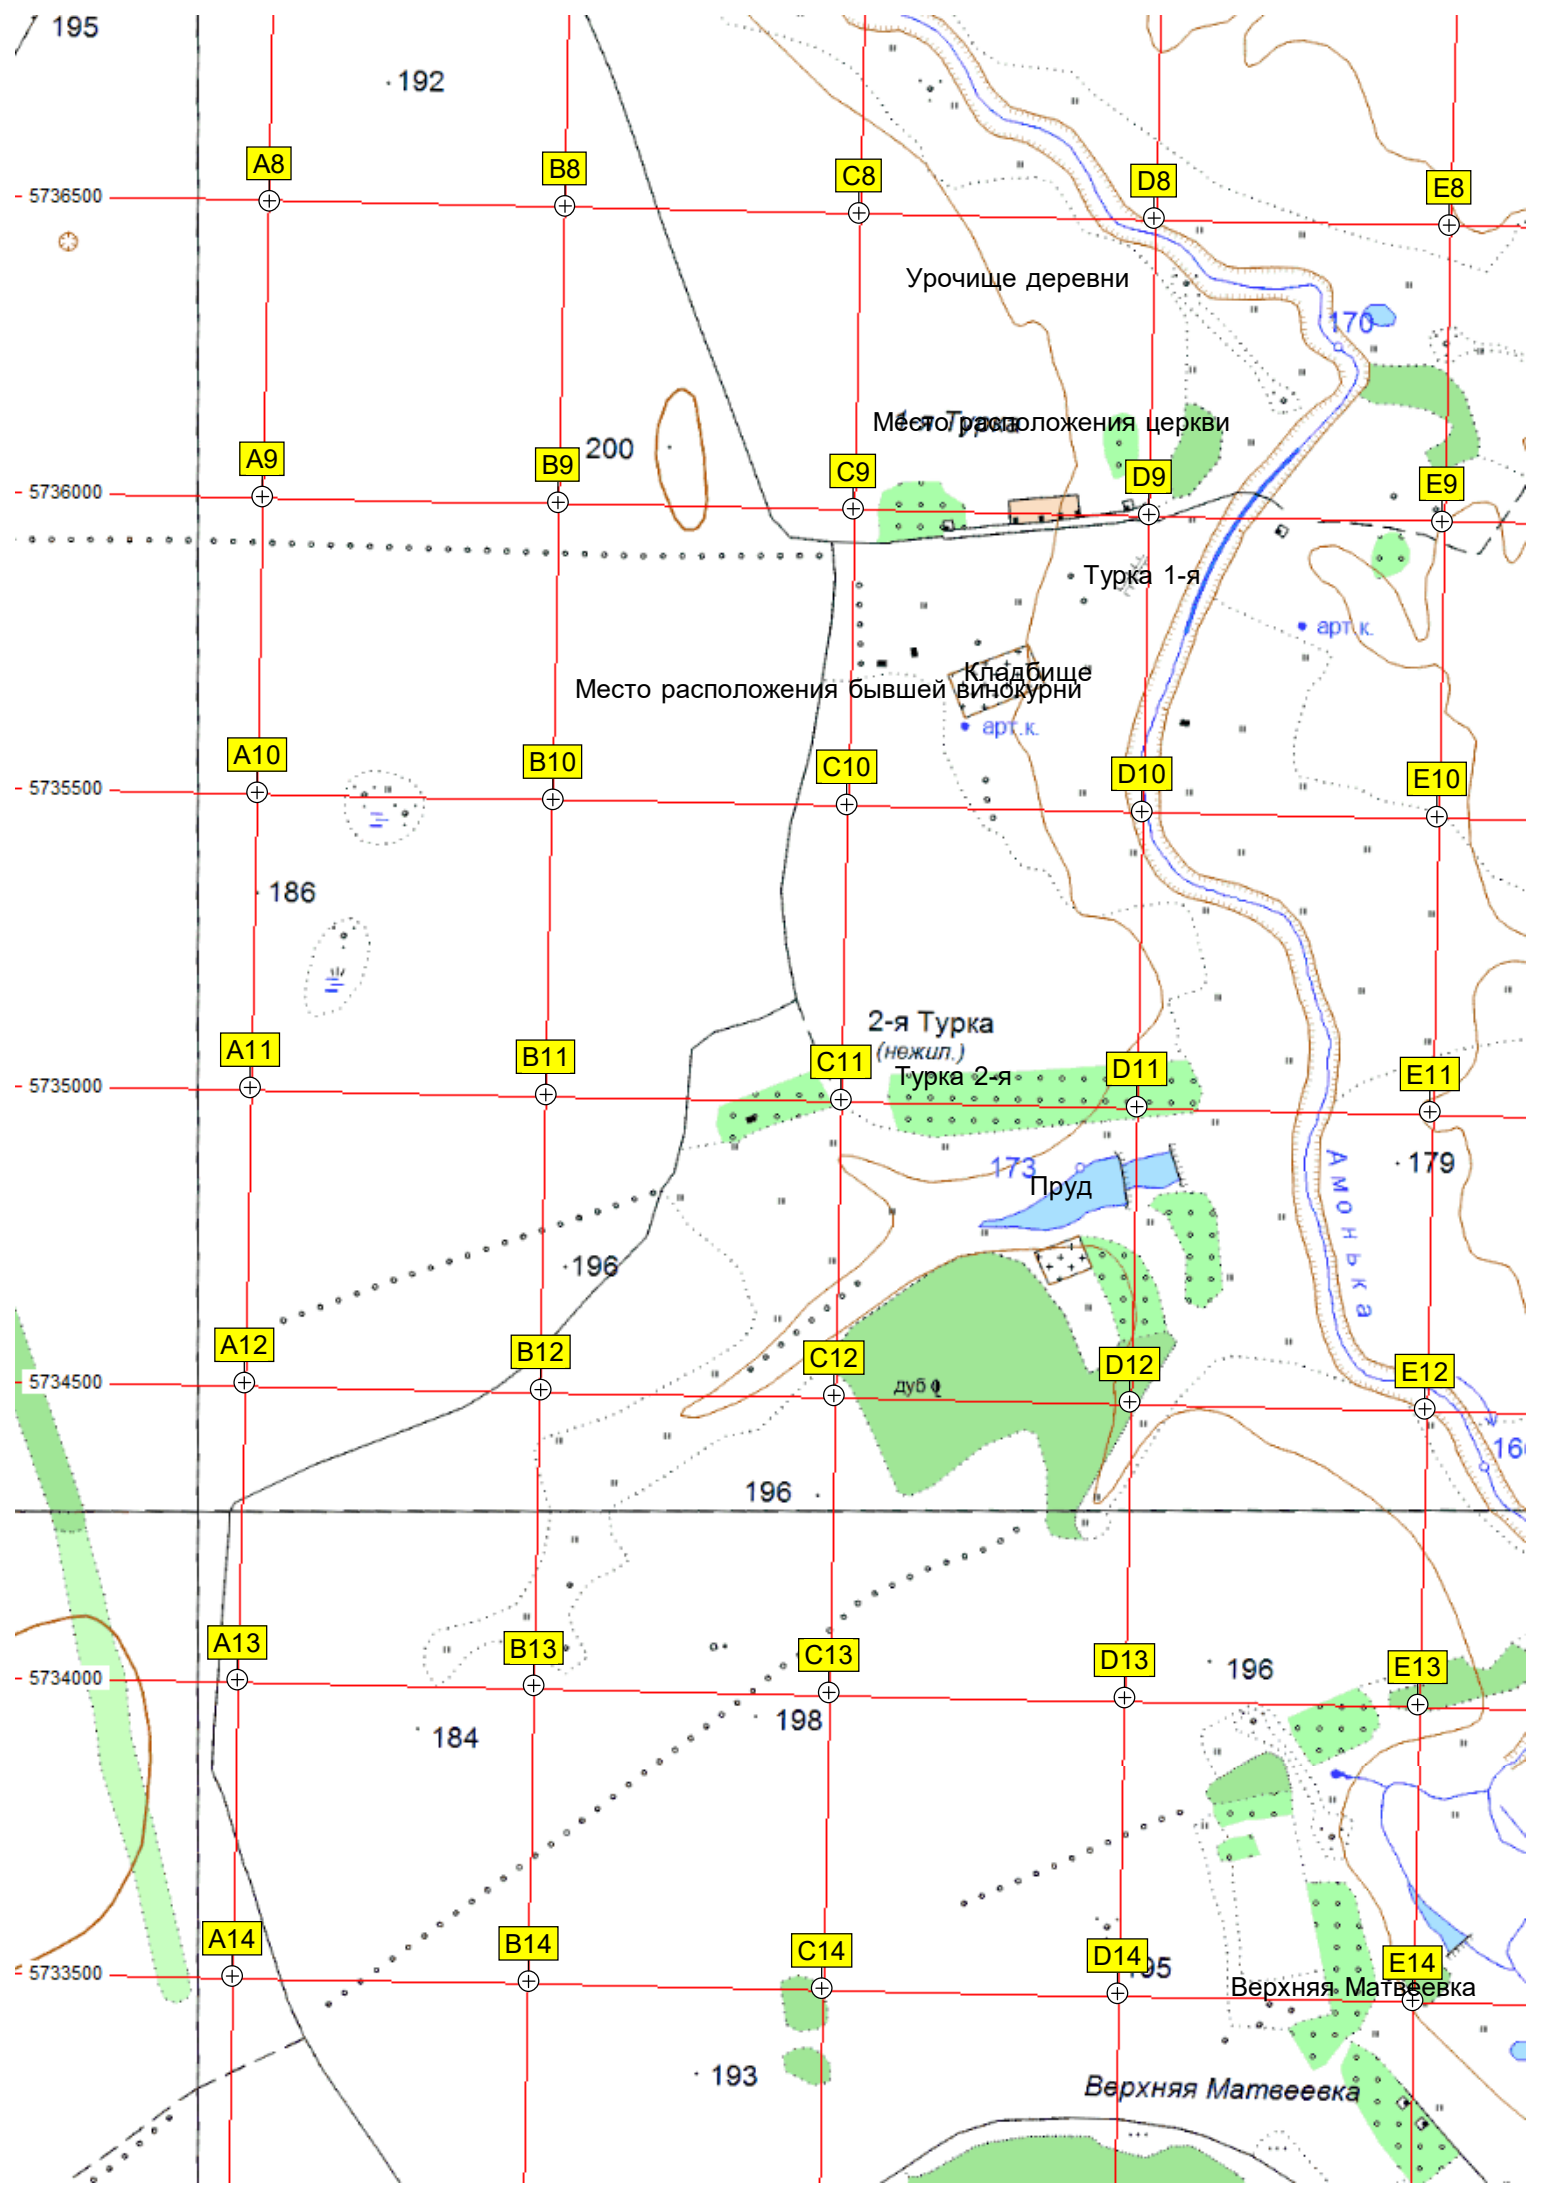 195
192
A8
B8
C8
D8
E8
5736500
Урочище деревни
170
1-я Турка
Место расположения церкви
200
A9
B9
C9
D9
E9
5736000
Турка 1-я
арт.к.
Кладбище
Место расположения бывшей винокурни
арт.к.
A10
B10
C10
D10
E10
5735500
186
2-я Турка
(нежил.)
A11
B11
C11
D11
E11
Турка 2-я
5735000
173
Пруд
Амонька
179
196
A12
B12
C12
D12
E12
5734500
дуб
166
196
A13
B13
C13
D13
E13
196
5734000
184
198
A14
B14
C14
D14
E14
5733500
195
Верхняя Матвеевка
193
Верхняя Матвеевка